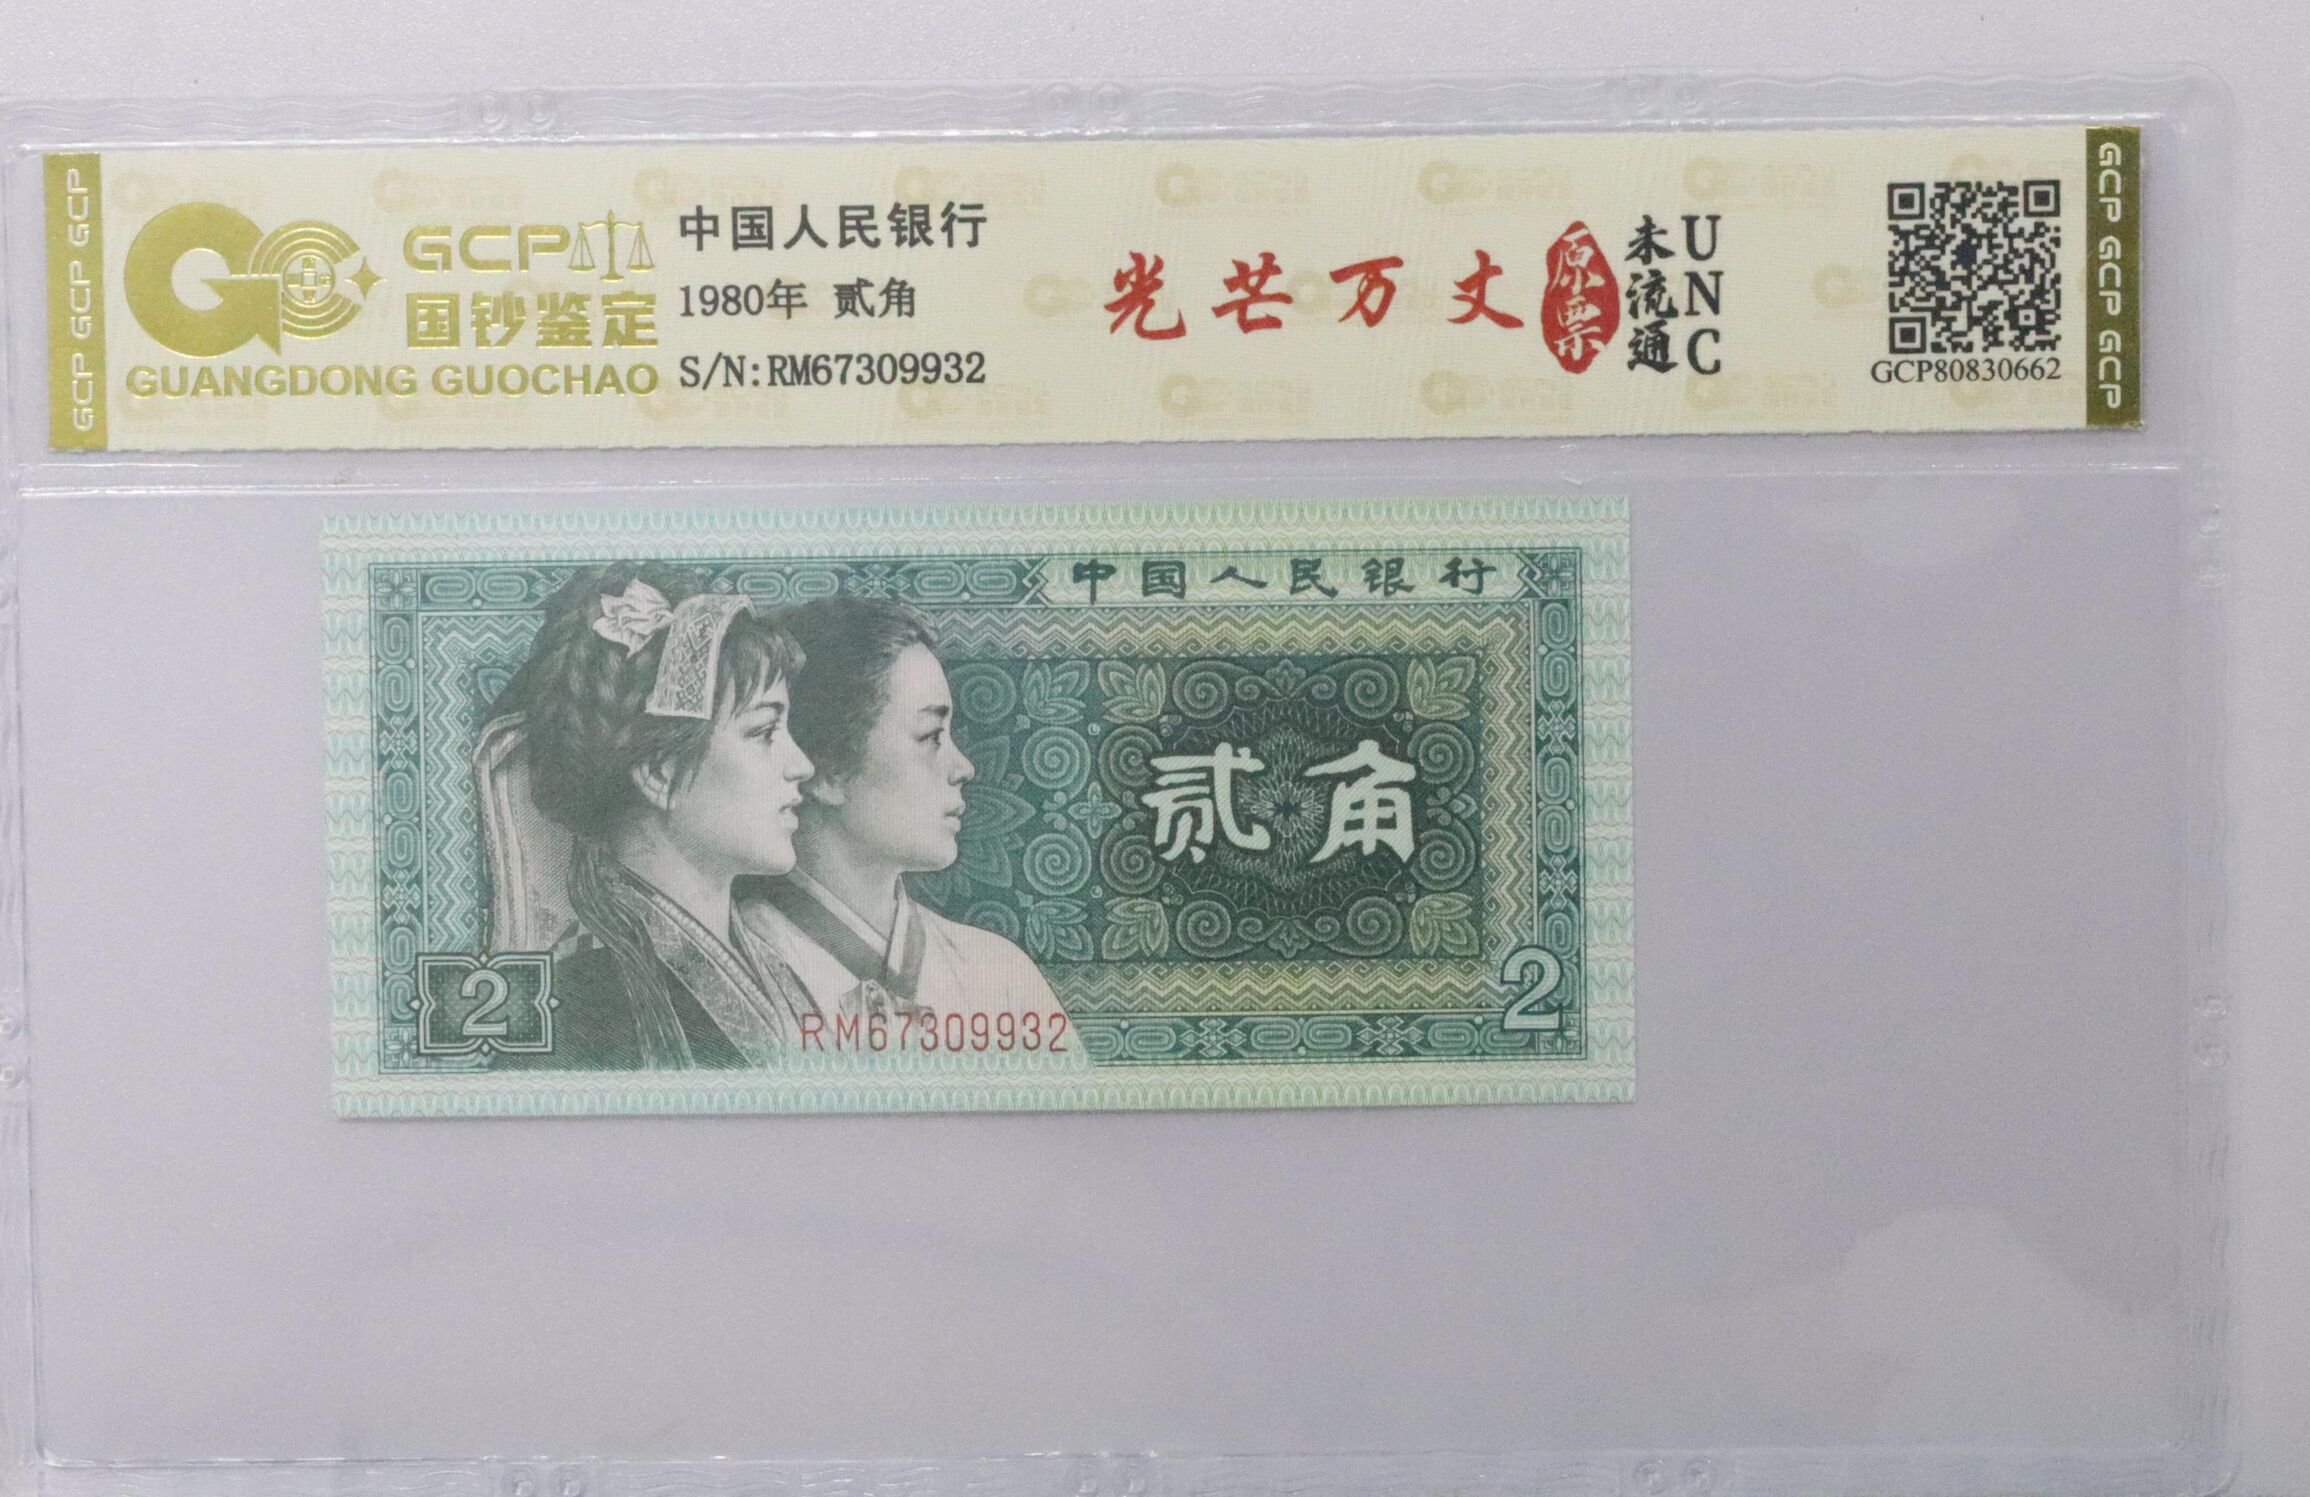 GCP GCP GCP
GCP
国钞鉴定
GUANGDONG GUOCHAO
中国人民银行
1980年 贰角
S/N:RM67309932
光芒万丈
原票
未流通
UNC
GCP80830662
GCP GCP GCP
中国人民银行
贰角
2
2
RM67309932